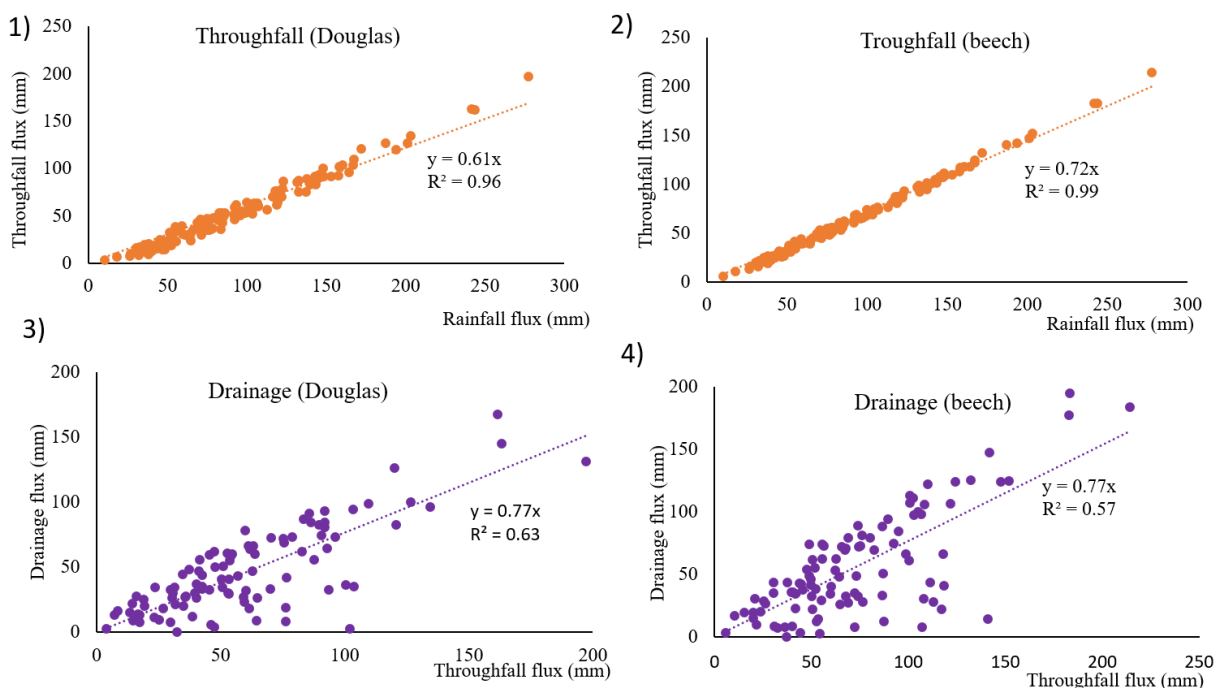 1)
Throughfall (Douglas)
Throughfall flux (mm)
250
200
150
100
50
0
0 50 100 150 200 250 300
y = 0.61x
R² = 0.96
Rainfall flux (mm)
2)
Troughfall (beech)
Throughfall flux (mm)
250
200
150
100
50
0
0 50 100 150 200 250 300
y = 0.72x
R² = 0.99
Rainfall flux (mm)
3)
Drainage (Douglas)
Drainage flux (mm)
200
150
100
50
0
0 50 100 150 200
y = 0.77x
R² = 0.63
Throughfall flux (mm)
4)
Drainage (beech)
Drainage flux (mm)
200
150
100
50
0
0 50 100 150 200 250
y = 0.77x
R² = 0.57
Throughfall flux (mm)